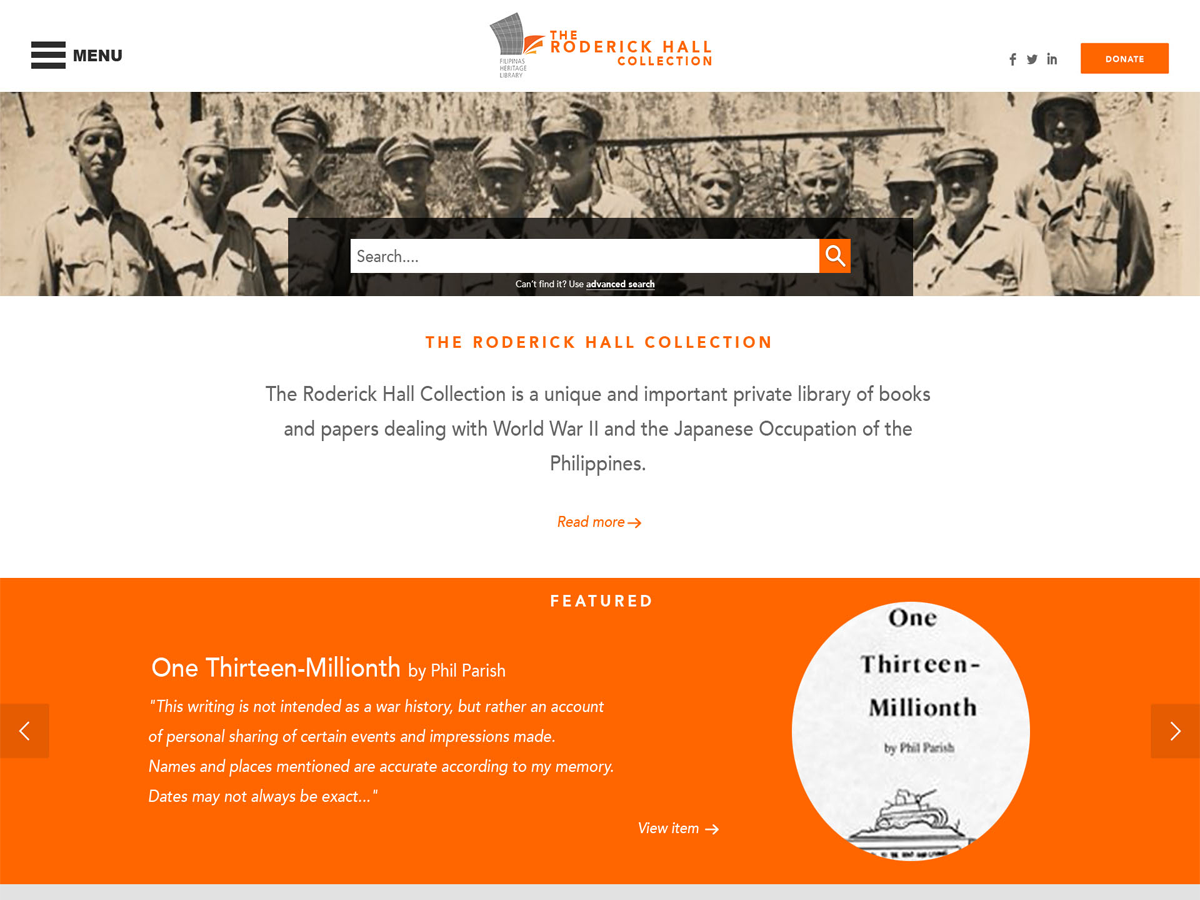 MENU
THE
RODERICK HALL
COLLECTION
FILIPINAS
HERITAGE
LIBRARY
DONATE
Search....
Can't find it? Use advanced search
THE RODERICK HALL COLLECTION
The Roderick Hall Collection is a unique and important private library of books
and papers dealing with World War II and the Japanese Occupation of the
Philippines.
Read more
FEATURED
One Thirteen-Millionth by Phil Parish
"This writing is not intended as a war history, but rather an account
of personal sharing of certain events and impressions made.
Names and places mentioned are accurate according to my memory.
Dates may not always be exact..."
View item
One
Thirteen-
Millionth
by Phil Parish